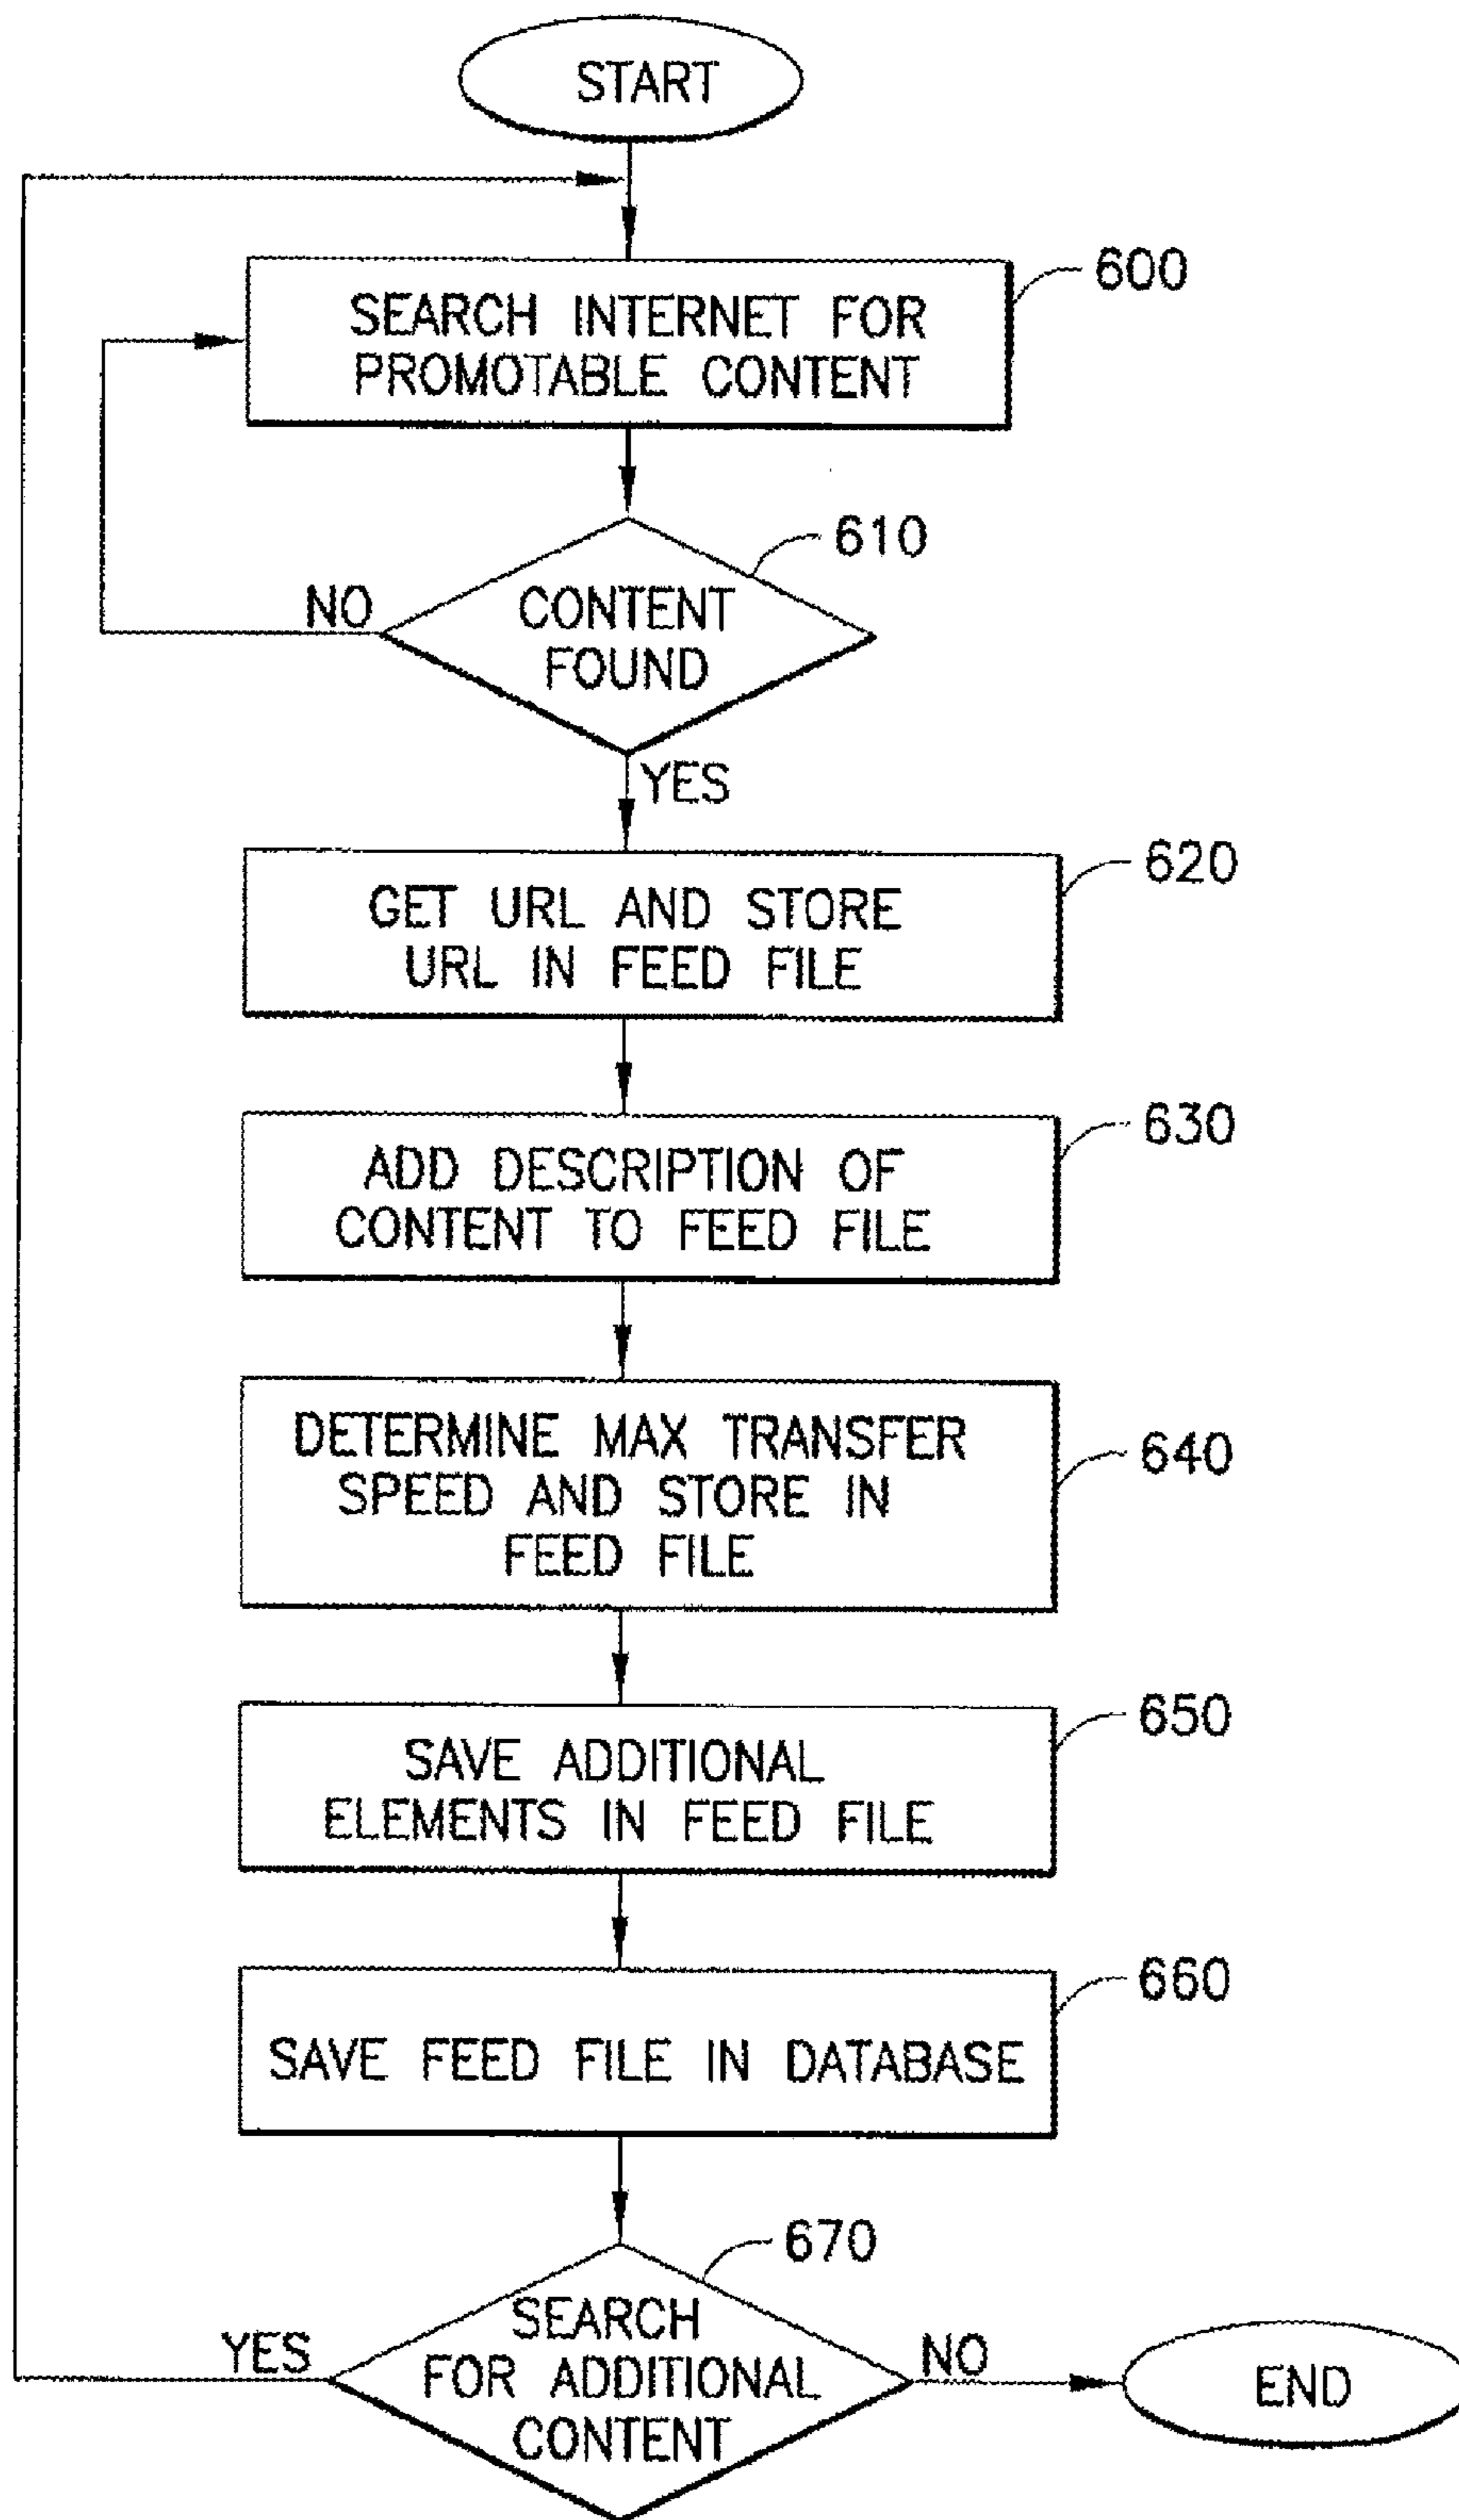 START
600
SEARCH INTERNET FOR
PROMOTABLE CONTENT
610
NO
CONTENT
FOUND
YES
620
GET URL AND STORE
URL IN FEED FILE
630
ADD DESCRIPTION OF
CONTENT TO FEED FILE
640
DETERMINE MAX TRANSFER
SPEED AND STORE IN
FEED FILE
650
SAVE ADDITIONAL
ELEMENTS IN FEED FILE
660
SAVE FEED FILE IN DATABASE
670
YES
SEARCH
FOR ADDITIONAL
CONTENT
NO
END